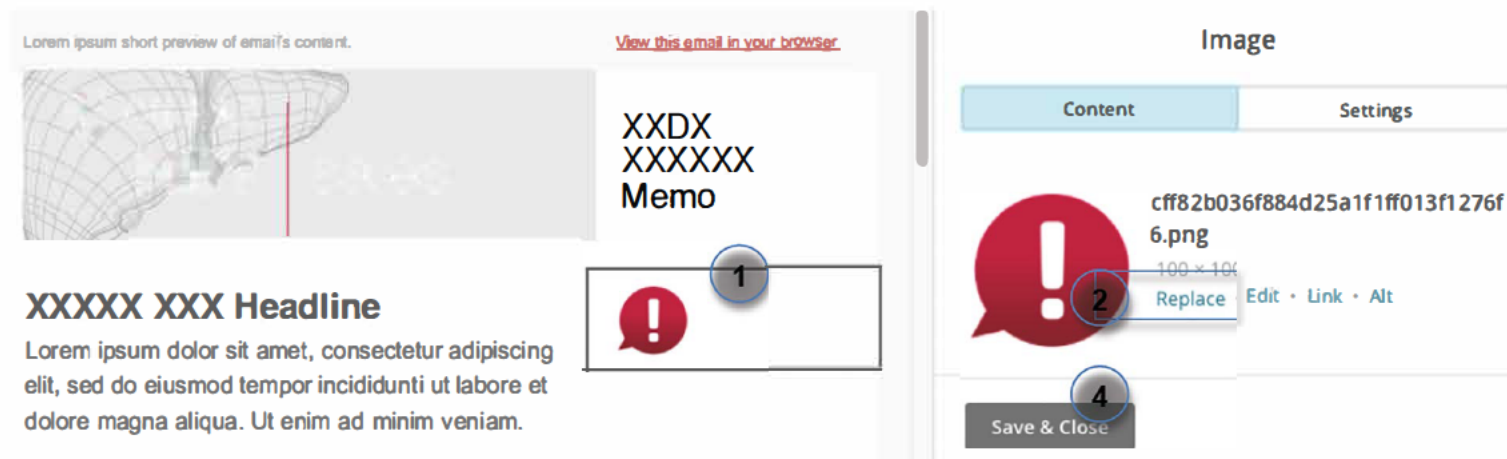 Lorem ipsum short preview of email's content.
View this email in your browser
XXDX
XXXXXX
Memo
1
XXXXX XXX Headline
Lorem ipsum dolor sit amet, consectetur adipiscing
elit, sed do eiusmod tempor incididunti ut labore et
dolore magna aliqua. Ut enim ad minim veniam.
Image
Content Settings
cff82b036f884d25a1f1ff013f1276f
6.png
100 × 100
2 Replace Edit · Link · Alt
4
Save & Close